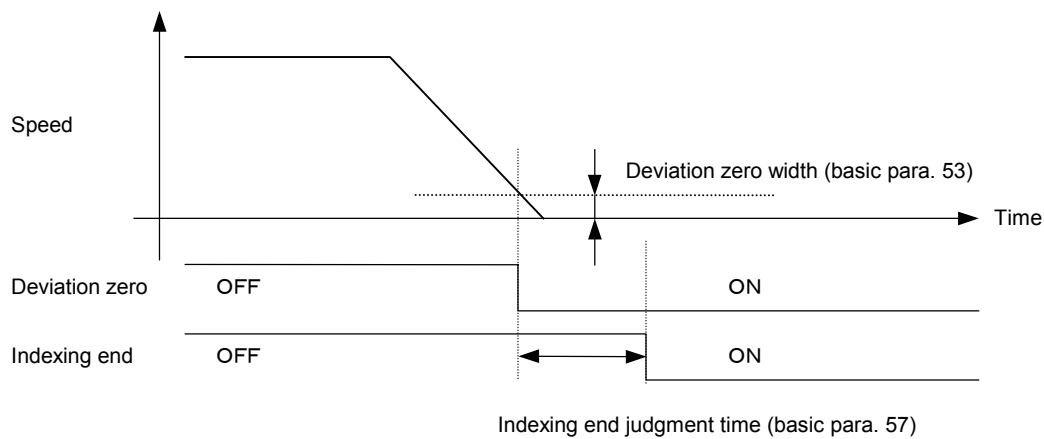 Speed
Deviation zero width (basic para. 53)
Time
Deviation zero OFF ON
Indexing end OFF ON
Indexing end judgment time (basic para. 57)